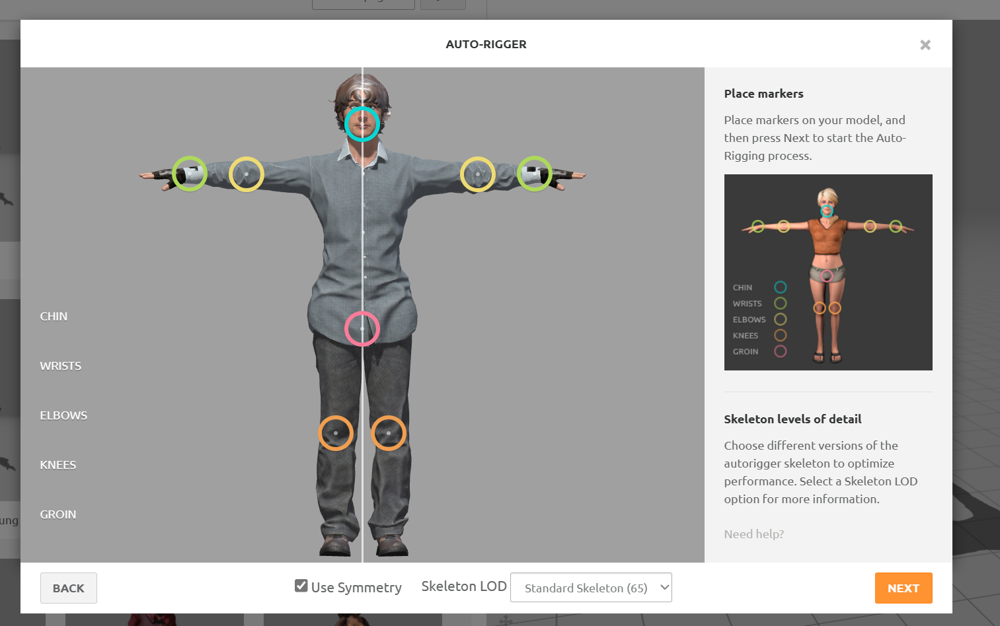 AUTO-RIGGER
Place markers
Place markers on your model, and
then press Next to start the Auto-
Rigging process.
CHIN
WRISTS
ELBOWS
KNEES
GROIN
CHIN
WRISTS
ELBOWS
KNEES
GROIN
Skeleton levels of detail
Choose different versions of the
autorigger skeleton to optimize
performance. Select a Skeleton LOD
option for more information.
Need help?
BACK
Use Symmetry
Skeleton LOD
Standard Skeleton (65)
NEXT